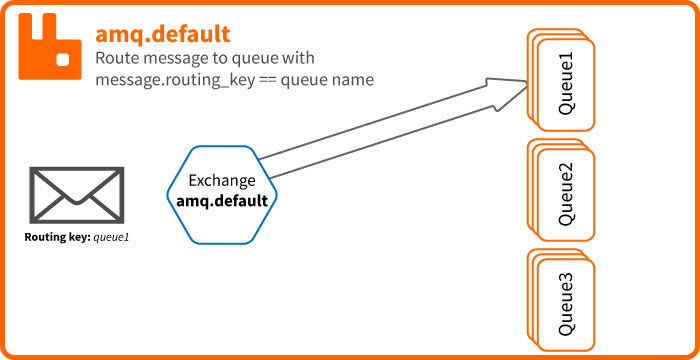 amq.default
Route message to queue with
message.routing_key == queue name
Queue1
Exchange
amq.default
Queue2
Routing key: queue1
Queue3